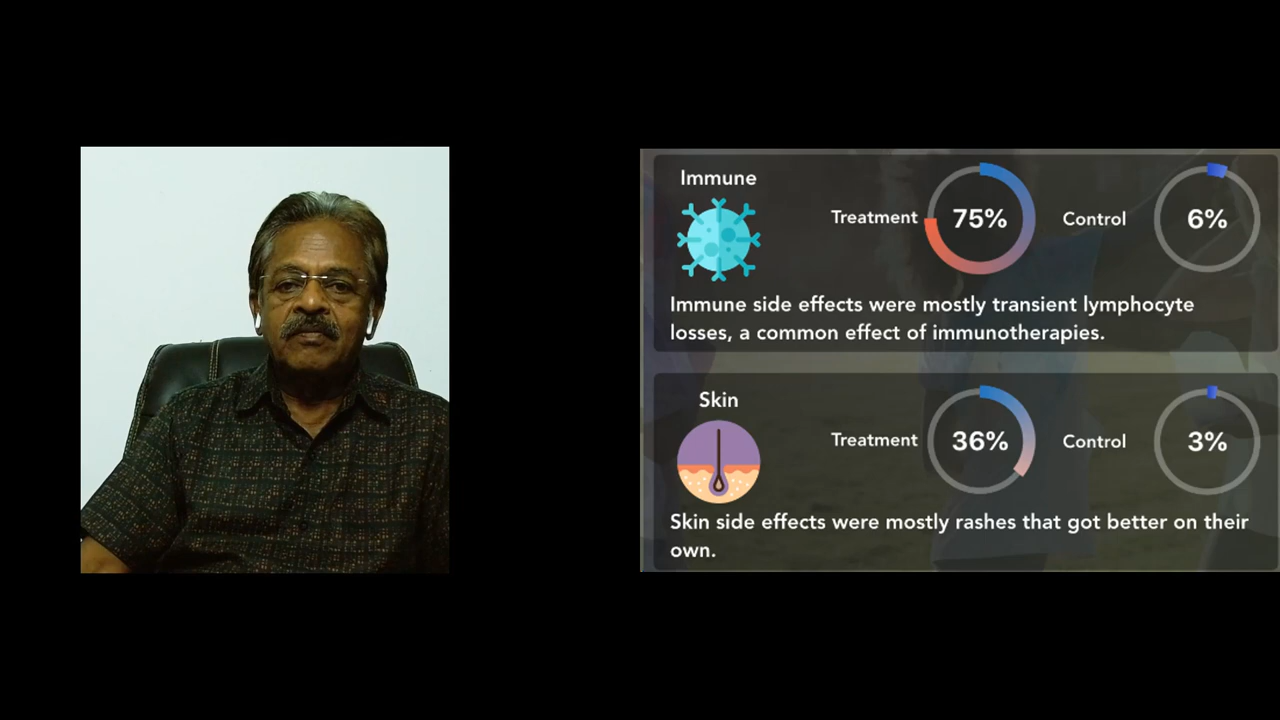 Immune
Treatment 75% Control 6%
Immune side effects were mostly transient lymphocyte
losses, a common effect of immunotherapies.
Skin
Treatment 36% Control 3%
Skin side effects were mostly rashes that got better on their
own.